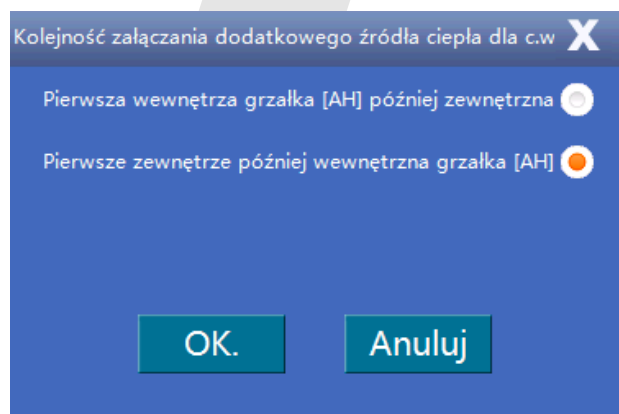 Kolejność załączania dodatkowego źródła ciepła dla c.w X
Pierwsza wewnętrza grzałka [AH] później zewnętrzna
Pierwsze zewnętrze później wewnętrzna grzałka [AH]
OK. Anuluj